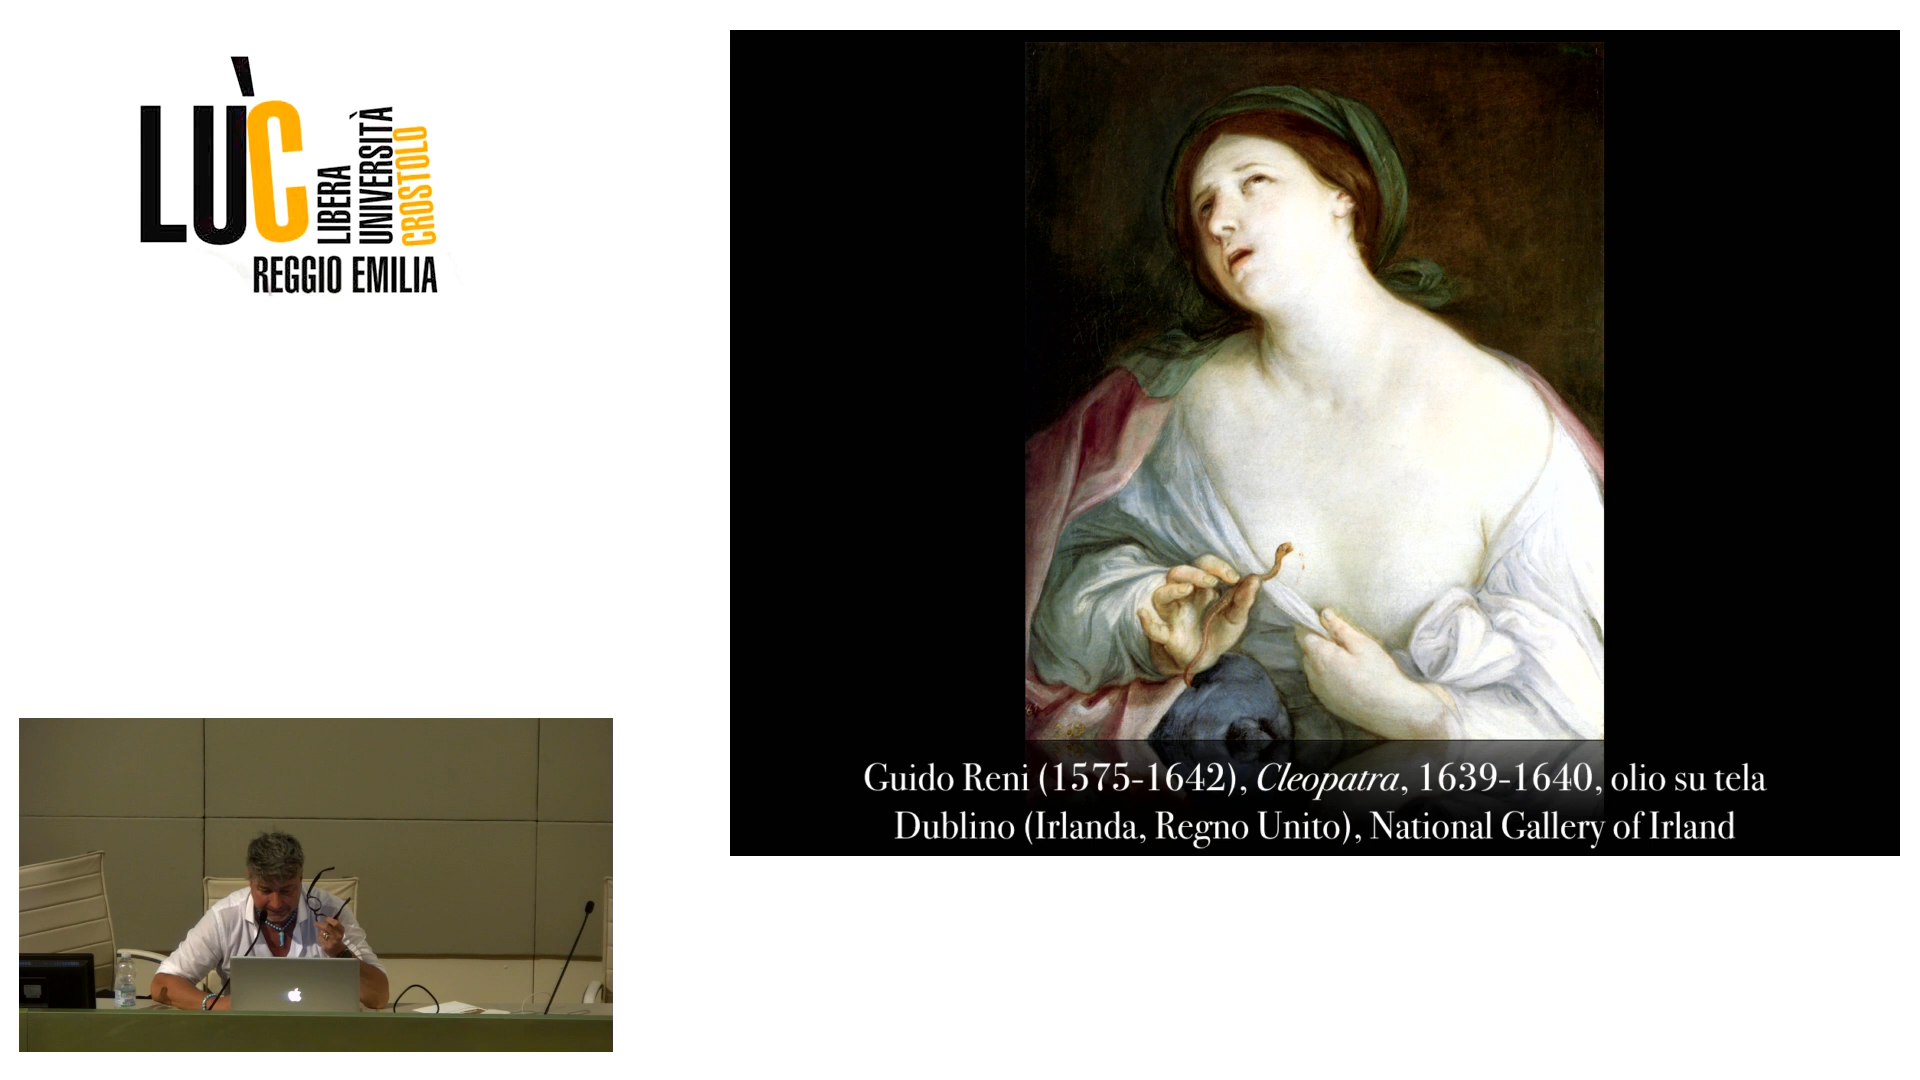 LÙC
LIBERA
UNIVERSITÀ
CROSTOLO
REGGIO EMILIA
Guido Reni (1575-1642), Cleopatra, 1639-1640, olio su tela
Dublino (Irlanda, Regno Unito), National Gallery of Irland